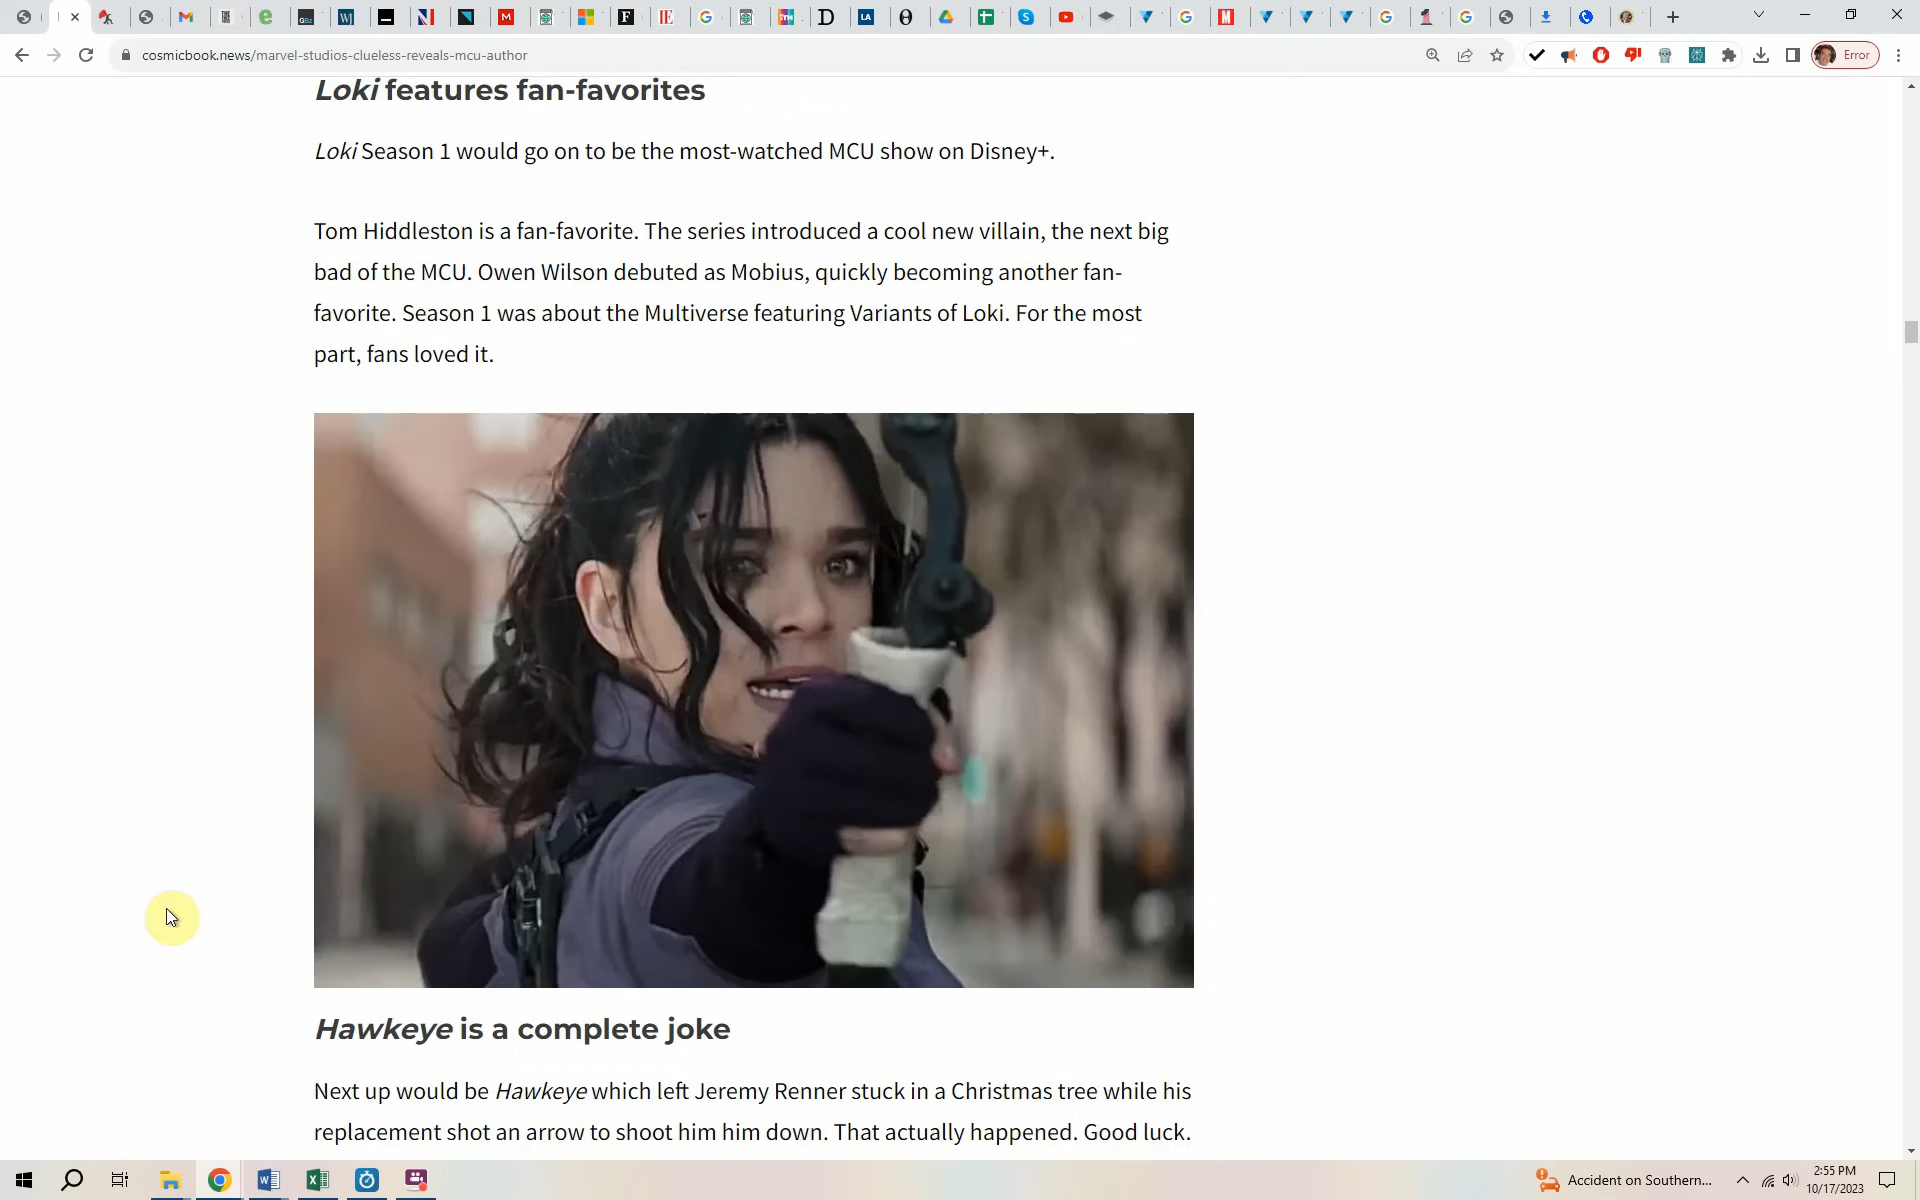 cosmicbook.news/marvel-studios-clueless-reveals-mcu-author
Error
Loki features fan-favorites
Loki Season 1 would go on to be the most-watched MCU show on Disney+.
Tom Hiddleston is a fan-favorite. The series introduced a cool new villain, the next big
bad of the MCU. Owen Wilson debuted as Mobius, quickly becoming another fan-
favorite. Season 1 was about the Multiverse featuring Variants of Loki. For the most
part, fans loved it.
Hawkeye is a complete joke
Next up would be Hawkeye which left Jeremy Renner stuck in a Christmas tree while his
replacement shot an arrow to shoot him him down. That actually happened. Good luck.
Accident on Southern...
2:55 PM
10/17/2023